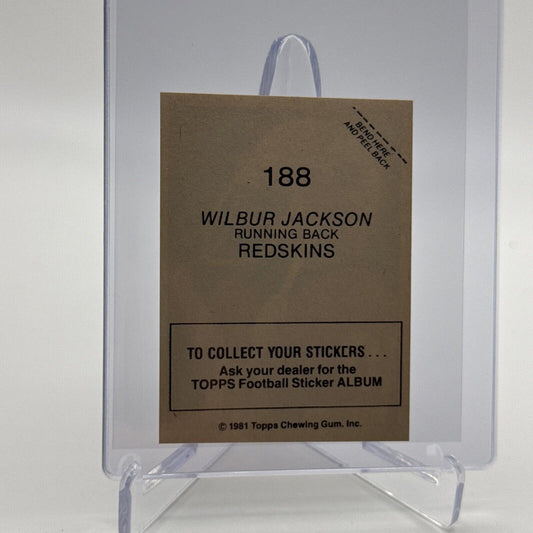 BEND HERE
AND PEEL BACK
188
WILBUR JACKSON
RUNNING BACK
REDSKINS
TO COLLECT YOUR STICKERS...
Ask your dealer for the
TOPPS Football Sticker ALBUM
© 1981 Topps Chewing Gum, Inc.